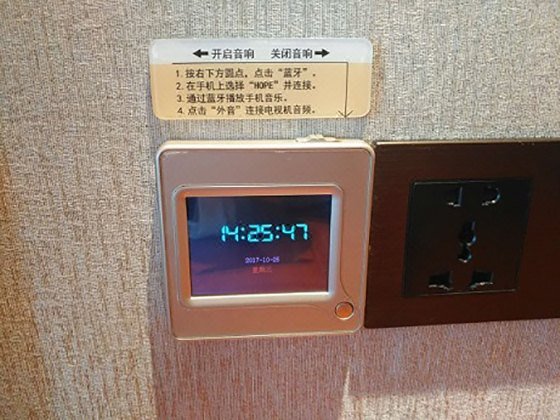 ←开启音响 关闭音响→
1. 按右下方圆点，点击“蓝牙”。
2. 在手机上选择“HOPE”并连接。
3. 通过蓝牙播放手机音乐。
4. 点击“外音”连接电视机音频。
14:25:47
2017-10-25
星期三